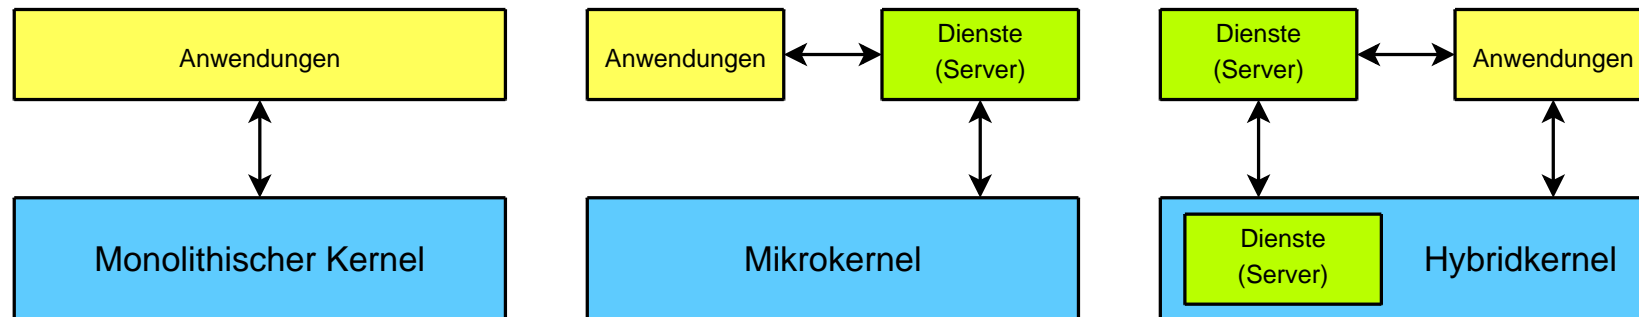 Anwendungen
Monolithischer Kernel
Anwendungen
Dienste
(Server)
Mikrokernel
Dienste
(Server)
Anwendungen
Dienste
(Server)
Hybridkernel